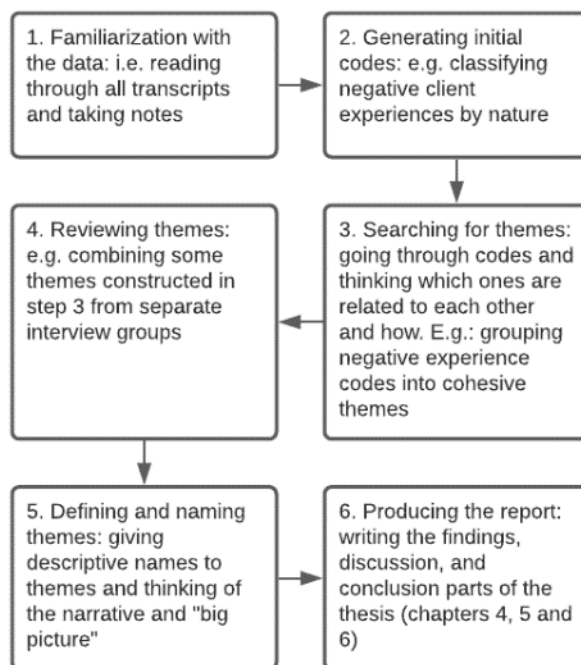 1. Familiarization with
the data: i.e. reading
through all transcripts
and taking notes
2. Generating initial
codes: e.g. classifying
negative client
experiences by nature
3. Searching for themes:
going through codes and
thinking which ones are
related to each other
and how. E.g.: grouping
negative experience
codes into cohesive
themes
4. Reviewing themes:
e.g. combining some
themes constructed in
step 3 from separate
interview groups
5. Defining and naming
themes: giving
descriptive names to
themes and thinking of
the narrative and "big
picture"
6. Producing the report:
writing the findings,
discussion, and
conclusion parts of the
thesis (chapters 4, 5 and
6)